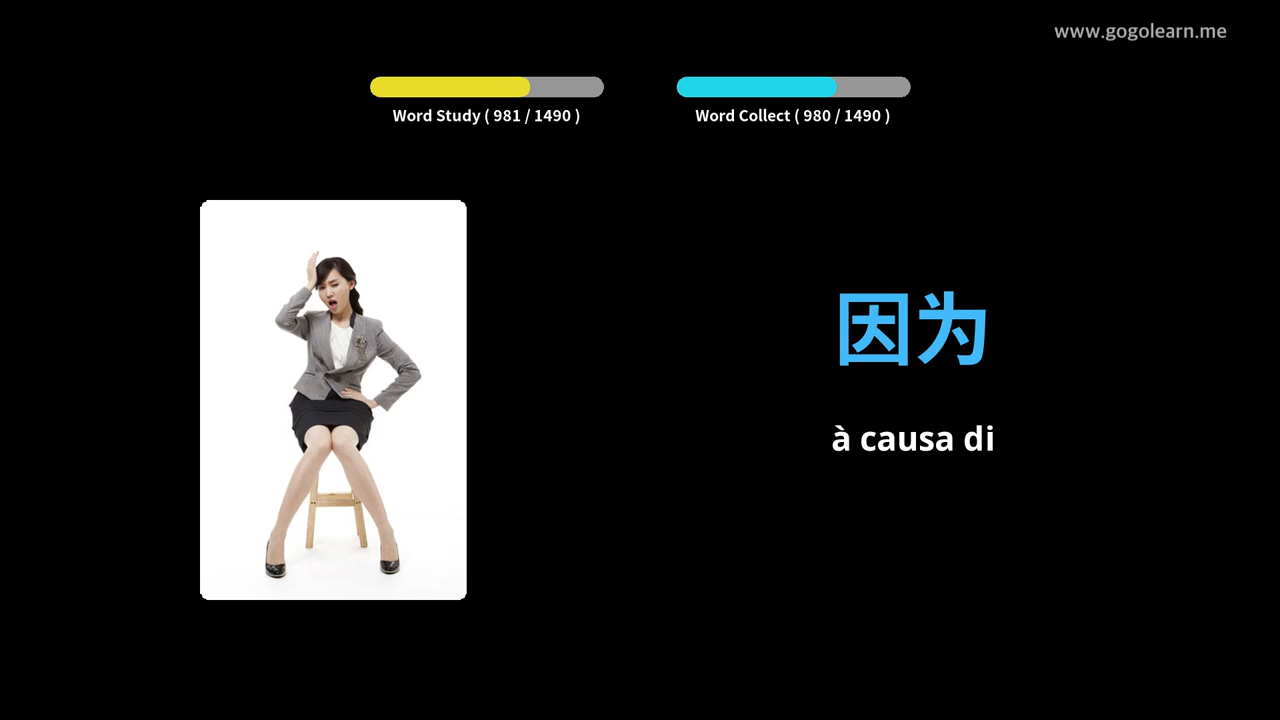 www.gogolearn.me
Word Study ( 981 / 1490 )
Word Collect ( 980 / 1490 )
因为
à causa di